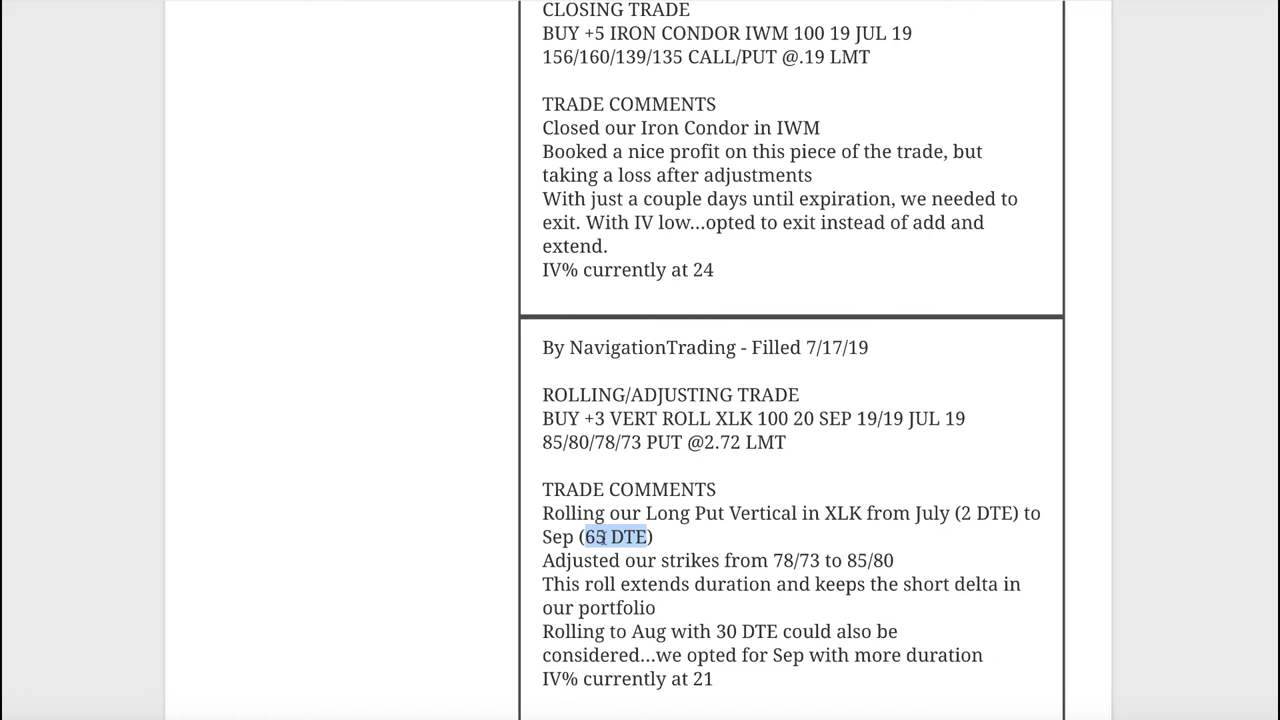 CLOSING TRADE
BUY +5 IRON CONDOR IWM 100 19 JUL 19
156/160/139/135 CALL/PUT @.19 LMT
TRADE COMMENTS
Closed our Iron Condor in IWM
Booked a nice profit on this piece of the trade, but
taking a loss after adjustments
With just a couple days until expiration, we needed to
exit. With IV low...opted to exit instead of add and
extend.
IV% currently at 24
By NavigationTrading - Filled 7/17/19
ROLLING/ADJUSTING TRADE
BUY +3 VERT ROLL XLK 100 20 SEP 19/19 JUL 19
85/80/78/73 PUT @2.72 LMT
TRADE COMMENTS
Rolling our Long Put Vertical in XLK from July (2 DTE) to
Sep (65 DTE)
Adjusted our strikes from 78/73 to 85/80
This roll extends duration and keeps the short delta in
our portfolio
Rolling to Aug with 30 DTE could also be
considered...we opted for Sep with more duration
IV% currently at 21